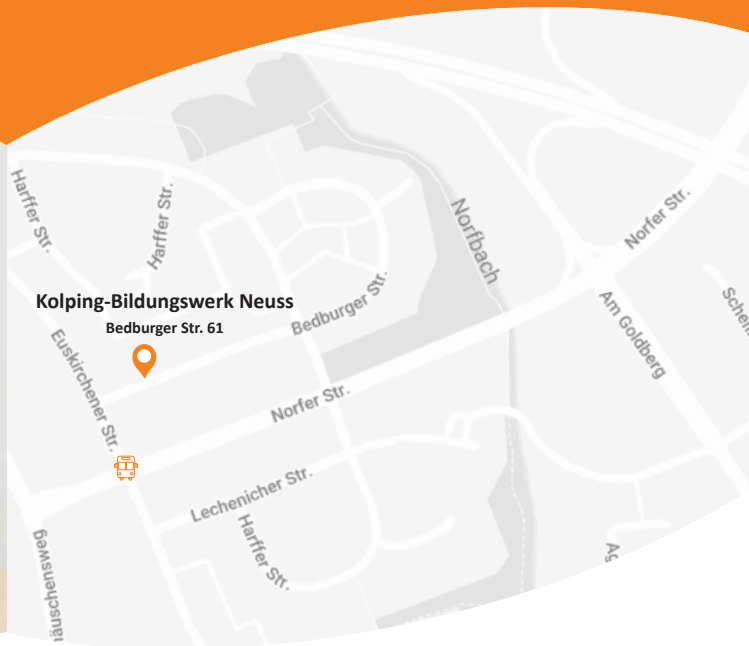 Harffer Str.
Harffer Str.
Norfbach
Norfer Str.
Kolping-Bildungswerk Neuss
Bedburger Str. 61
Bedburger Str.
Am Goldberg
Euskirchener Str.
Norfer Str.
Lechenicher Str.
Harffer Str.